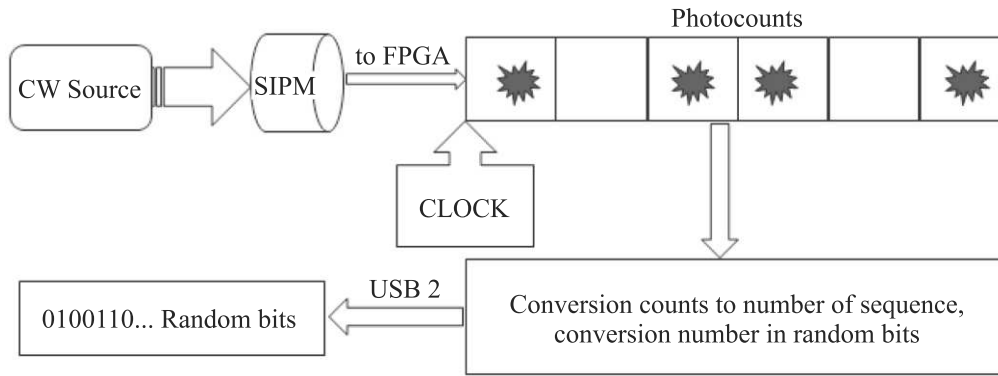 Photocounts
CW Source
SIPM
to FPGA
CLOCK
USB 2
0100110... Random bits
Conversion counts to number of sequence,
conversion number in random bits